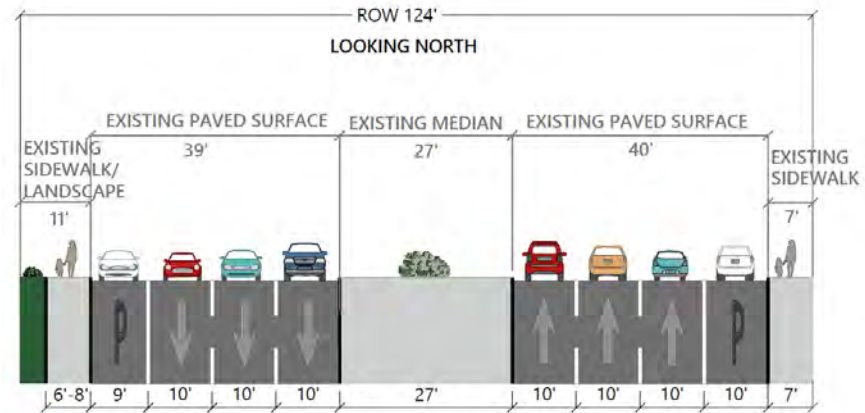 ROW 124'
LOOKING NORTH
EXISTING PAVED SURFACE
39'
EXISTING MEDIAN
27'
EXISTING PAVED SURFACE
40'
EXISTING
SIDEWALK/
LANDSCAPE
11'
EXISTING
SIDEWALK
7'
6'-8' 9' 10' 10' 10' 27' 10' 10' 10' 10' 7'